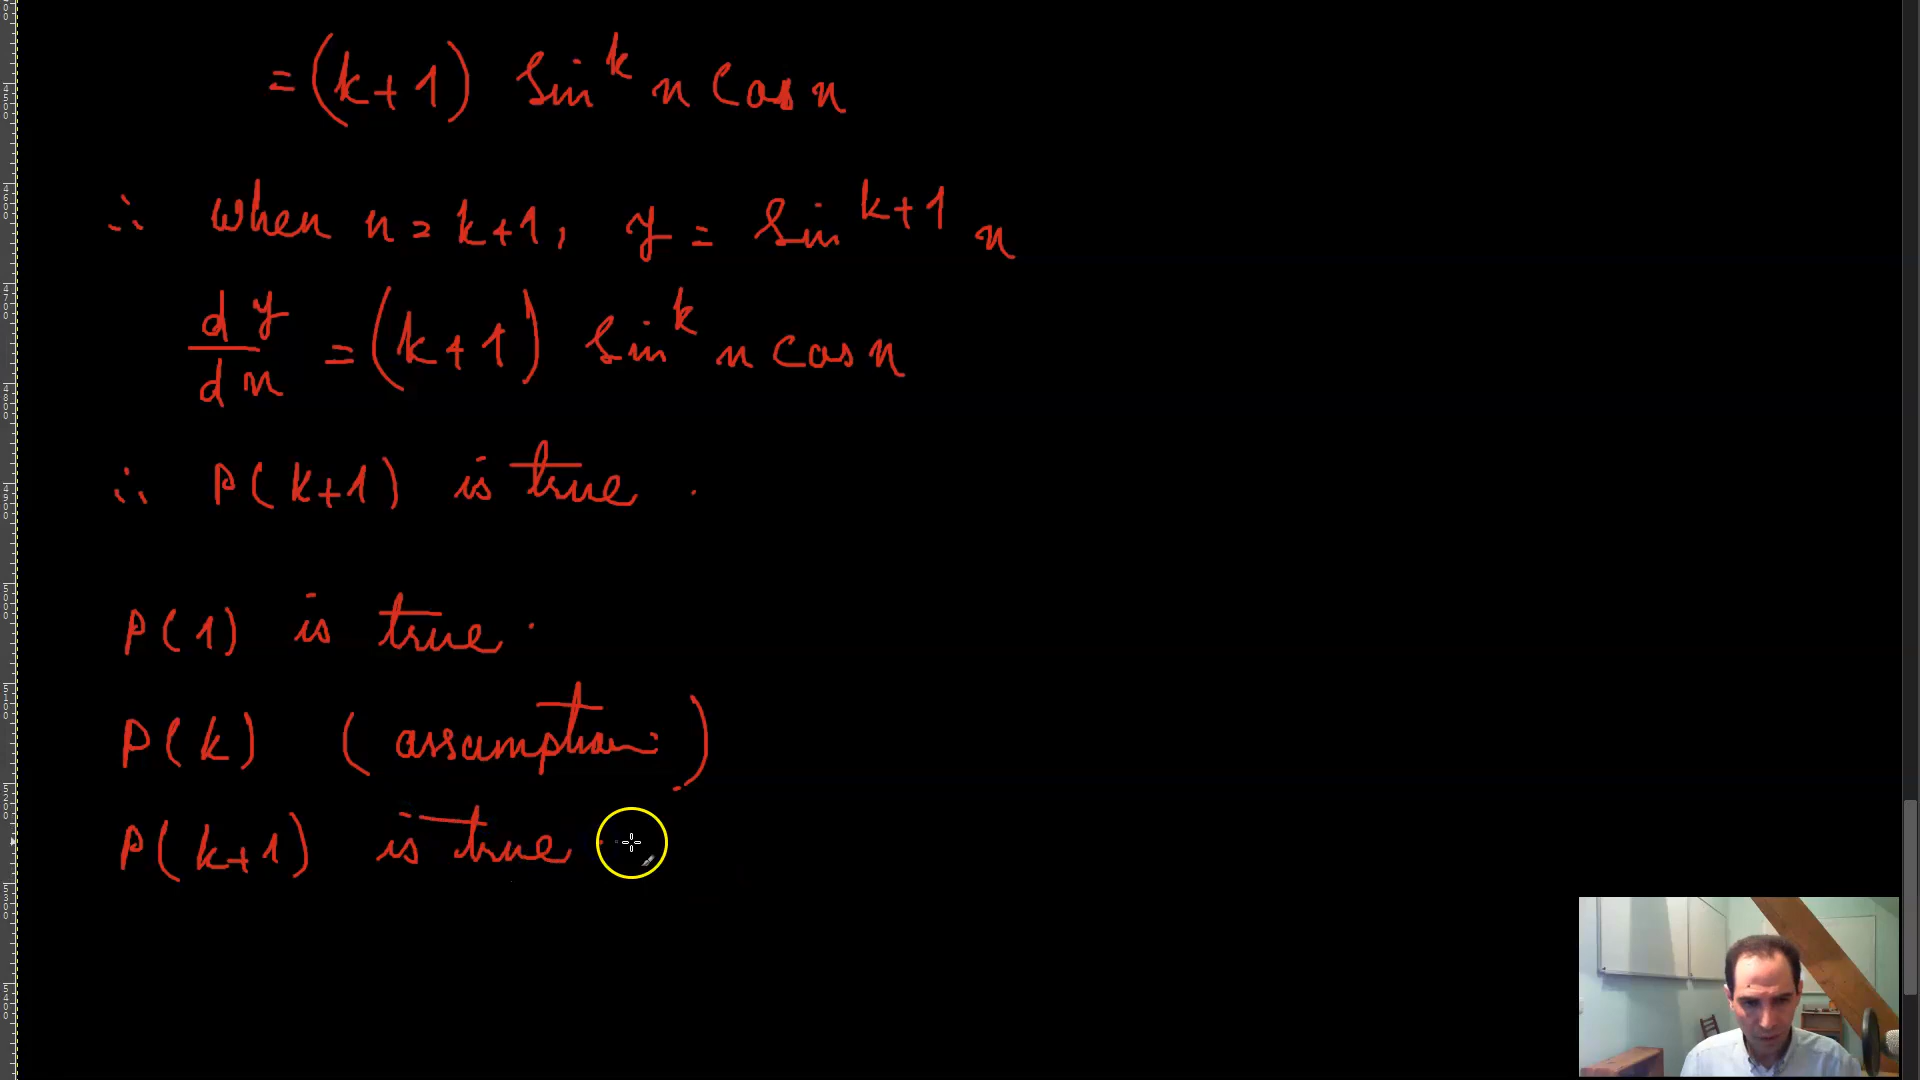 = (k+1) sin^k x cos x
∴ when n = k+1, y = sin^{k+1} x
dy/dx = (k+1) sin^k x cos x
∴ P(k+1) is true .
P(1) is true .
P(k) (assumption)
P(k+1) is true